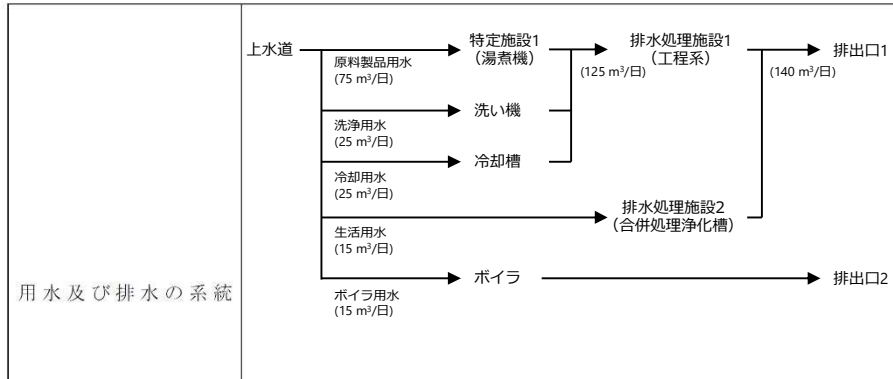 上水道
特定施設1
(湯煮機)
排水処理施設1
(工程系)
排出口1
原料製品用水
(75 m³/日)
(125 m³/日)
(140 m³/日)
洗い機
洗浄用水
(25 m³/日)
冷却槽
冷却用水
(25 m³/日)
排水処理施設2
(合併処理浄化槽)
生活用水
(15 m³/日)
用水及び排水の系統
ボイラ
排出口2
ボイラ用水
(15 m³/日)